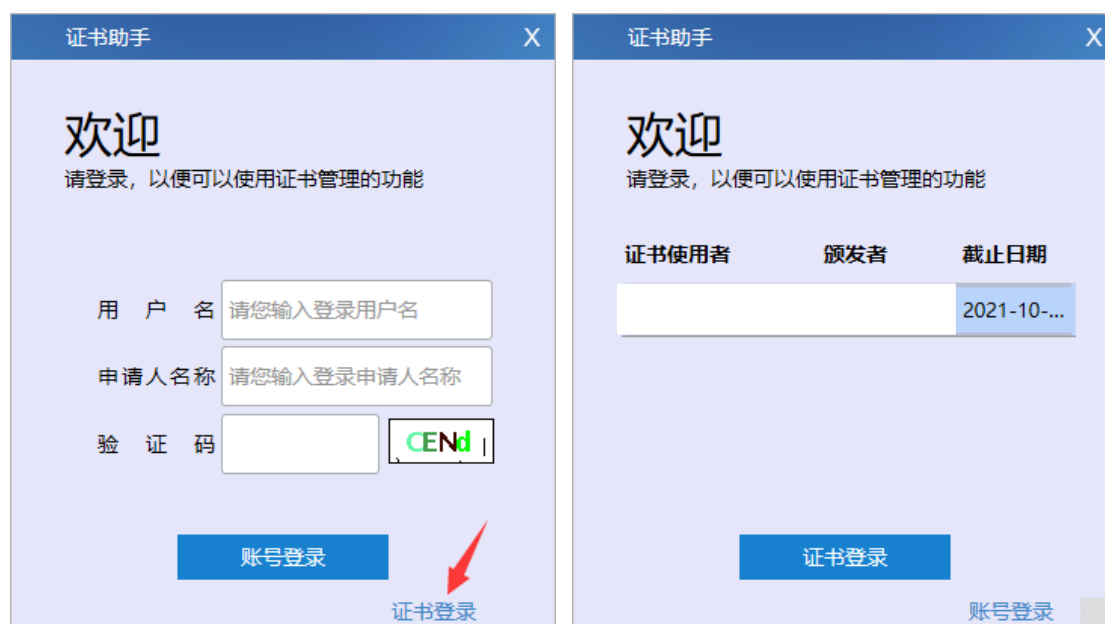 证书助手 X
欢迎
请登录，以便可以使用证书管理的功能
用户名 请您输入登录用户名
申请人名称 请您输入登录申请人名称
验证码 CENd
账号登录
证书登录
证书助手 X
欢迎
请登录，以便可以使用证书管理的功能
证书使用者 颁发者 截止日期
2021-10-...
证书登录
账号登录